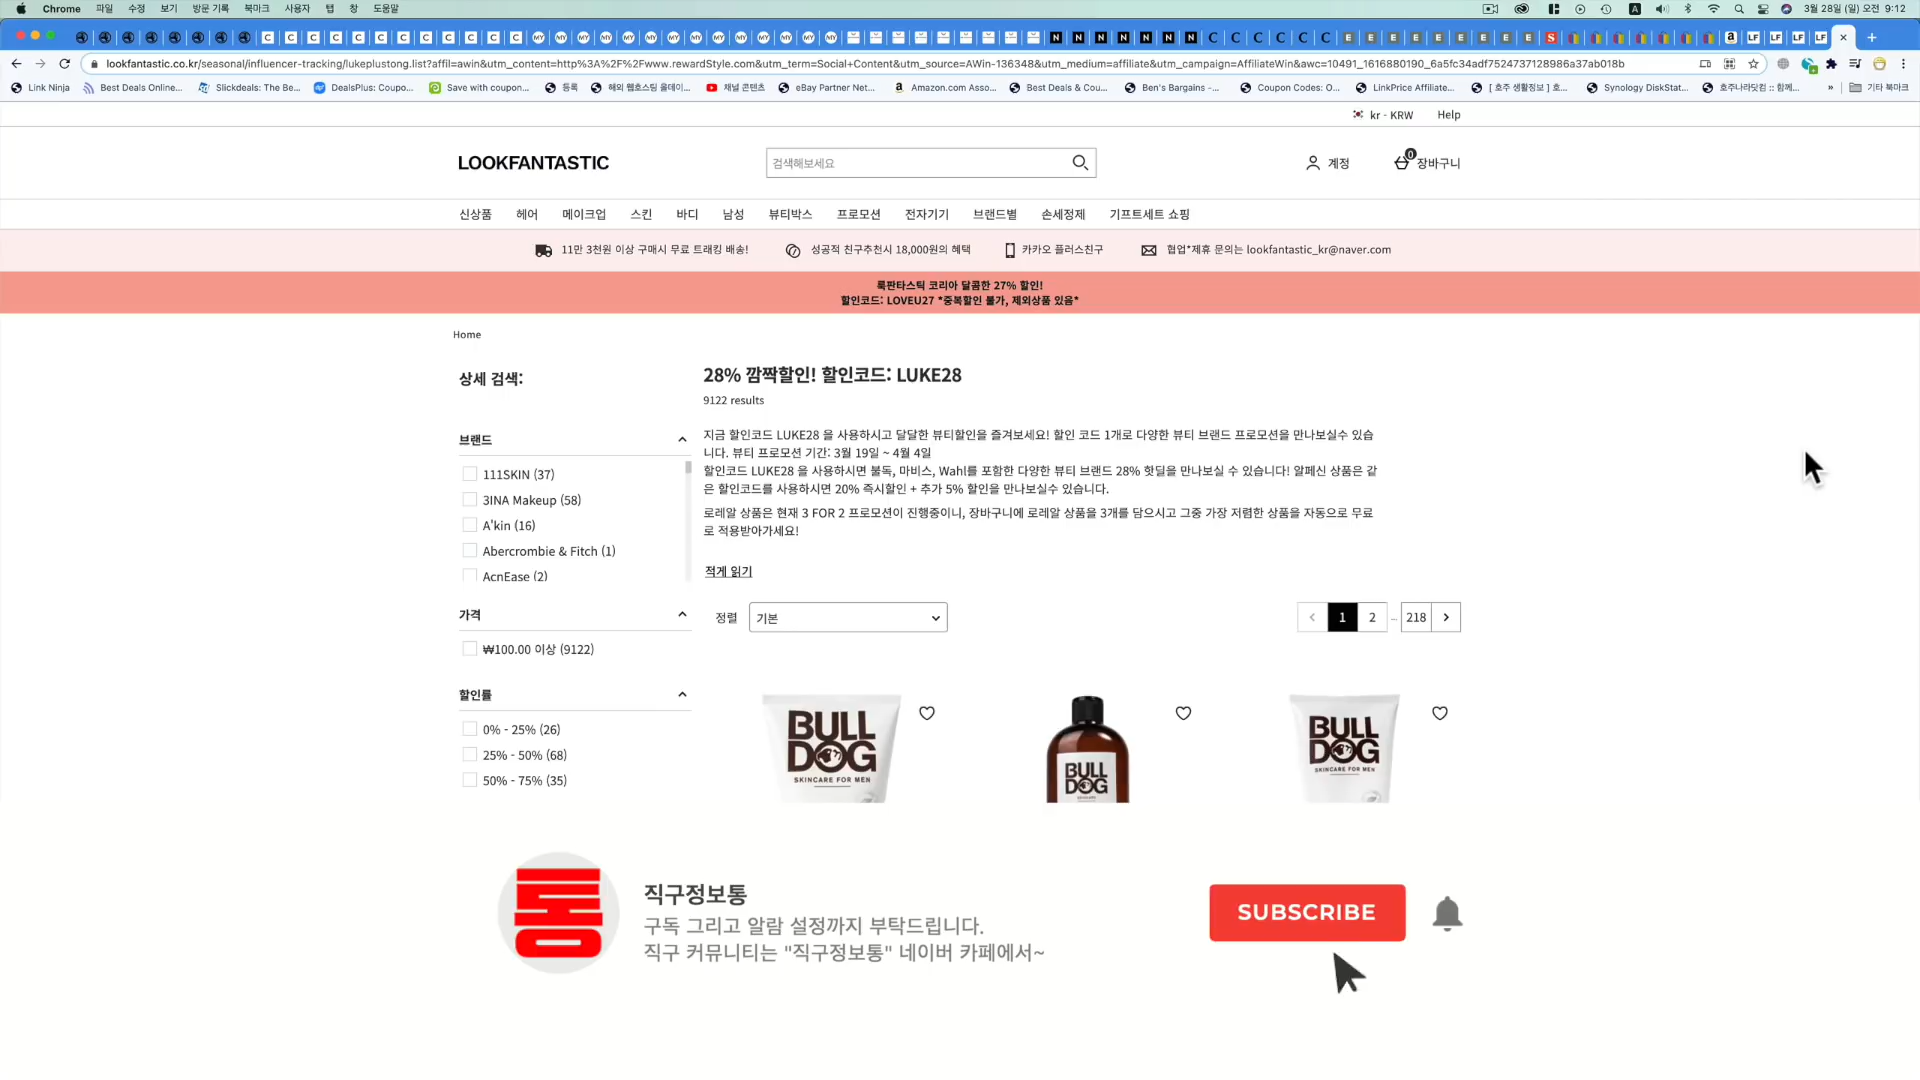 Chrome 파일 수정 보기 방문 기록 북마크 사용자 탭 창 도움말
3월 28일 (일) 오전 9:12
lookfantastic.co.kr/seasonal/influencer-tracking/lukeplustong.list?affil=awin&utm_content=http%3A%2F%2Fwww.rewardStyle.com&utm_term=Social+Content&utm_source=AWin-136348&utm_medium=affiliate&utm_campaign=AffiliateWin&awc=10491_1616880190_6a5fc34adf7524737128986a37ab018b
Link Ninja Best Deals Online... Slickdeals: The Be... DealsPlus: Coupo... Save with coupon... 등록 해외 웹호스팅 올데이... 채널 콘텐츠 eBay Partner Net... Amazon.com Asso... Best Deals & Cou... Ben's Bargains -... Coupon Codes: O... LinkPrice Affiliate... [ 호주 생활정보 ] 호... Synology DiskStat... 호주나라닷컴 :: 함께... » 기타 북마크
kr - KRW Help
LOOKFANTASTIC
검색해보세요
계정
0 장바구니
신상품 헤어 메이크업 스킨 바디 남성 뷰티박스 프로모션 전자기기 브랜드별 손세정제 기프트세트 쇼핑
11만 3천원 이상 구매시 무료 트래킹 배송! 성공적 친구추천시 18,000원의 혜택 카카오 플러스친구 협업*제휴 문의는 lookfantastic_kr@naver.com
룩판타스틱 코리아 달콤한 27% 할인!
할인코드: LOVEU27 *중복할인 불가, 제외상품 있음*
Home
상세 검색:
28% 깜짝할인! 할인코드: LUKE28
9122 results
지금 할인코드 LUKE28 을 사용하시고 달달한 뷰티할인을 즐겨보세요! 할인 코드 1개로 다양한 뷰티 브랜드 프로모션을 만나보실수 있습
니다. 뷰티 프로모션 기간: 3월 19일 ~ 4월 4일
할인코드 LUKE28 을 사용하시면 불독, 마비스, Wahl를 포함한 다양한 뷰티 브랜드 28% 핫딜을 만나보실 수 있습니다! 알페신 상품은 같
은 할인코드를 사용하시면 20% 즉시할인 + 추가 5% 할인을 만나보실수 있습니다.
로레알 상품은 현재 3 FOR 2 프로모션이 진행중이니, 장바구니에 로레알 상품을 3개를 담으시고 그중 가장 저렴한 상품을 자동으로 무료
로 적용받아가세요!
적게 읽기
브랜드
111SKIN (37)
3INA Makeup (58)
A'kin (16)
Abercrombie & Fitch (1)
AcnEase (2)
가격
₩100.00 이상 (9122)
할인률
0% - 25% (26)
25% - 50% (68)
50% - 75% (35)
정렬 기본
1 2 ... 218
BULL DOG
SKINCARE FOR MEN
BULL DOG
BULL DOG
SKINCARE FOR MEN
통
직구정보통
구독 그리고 알람 설정까지 부탁드립니다.
직구 커뮤니티는 "직구정보통" 네이버 카페에서~
SUBSCRIBE